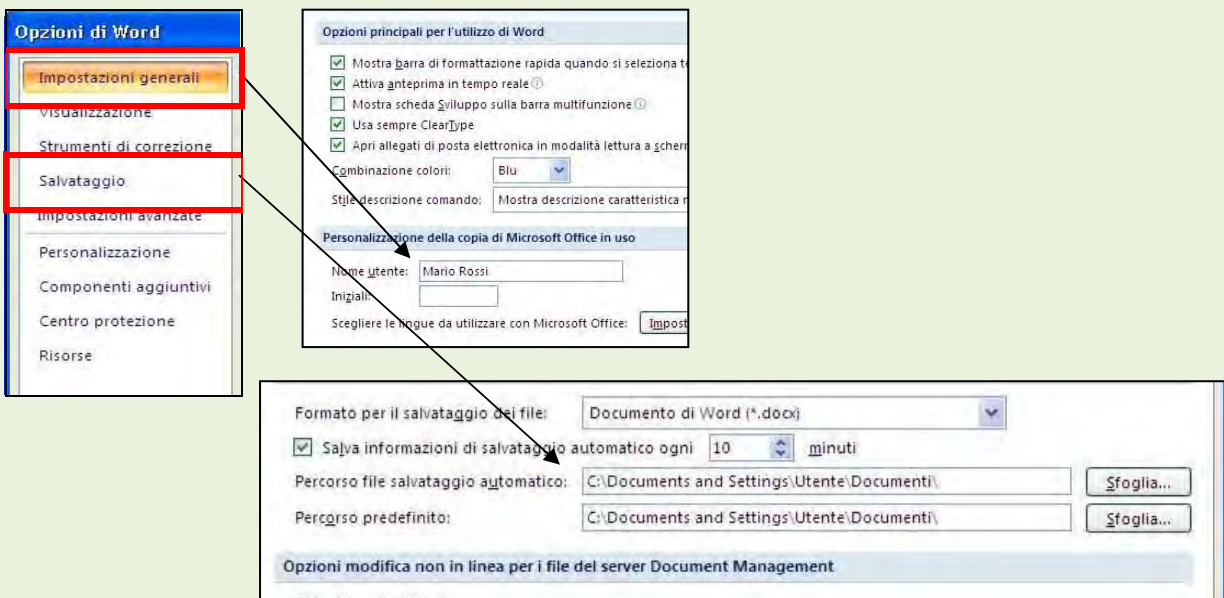 Opzioni di Word
Impostazioni generali
Visualizzazione
Strumenti di correzione
Salvataggio
Impostazioni avanzate
Personalizzazione
Componenti aggiuntivi
Centro protezione
Risorse
Opzioni principali per l'utilizzo di Word
Mostra barra di formattazione rapida quando si seleziona
Attiva anteprima in tempo reale
Mostra scheda Sviluppo sulla barra multifunzione
Usa sempre ClearType
Apri allegati di posta elettronica in modalità lettura a
Combinazione colori: Blu
Stile descrizione comando: Mostra descrizione caratteristica
Personalizzazione della copia di Microsoft Office in uso
Nome utente: Mario Rossi
Iniziali:
Scegliere le lingue da utilizzare con Microsoft Office: Impost
Formato per il salvataggio dei file: Documento di Word (*.docx)
Salva informazioni di salvataggio automatico ogni 10 minuti
Percorso file salvataggio automatico: C:\Documents and Settings\Utente\Documenti\ Sfoglia...
Percorso predefinito: C:\Documents and Settings\Utente\Documenti\ Sfoglia...
Opzioni modifica non in linea per i file del server Document Management